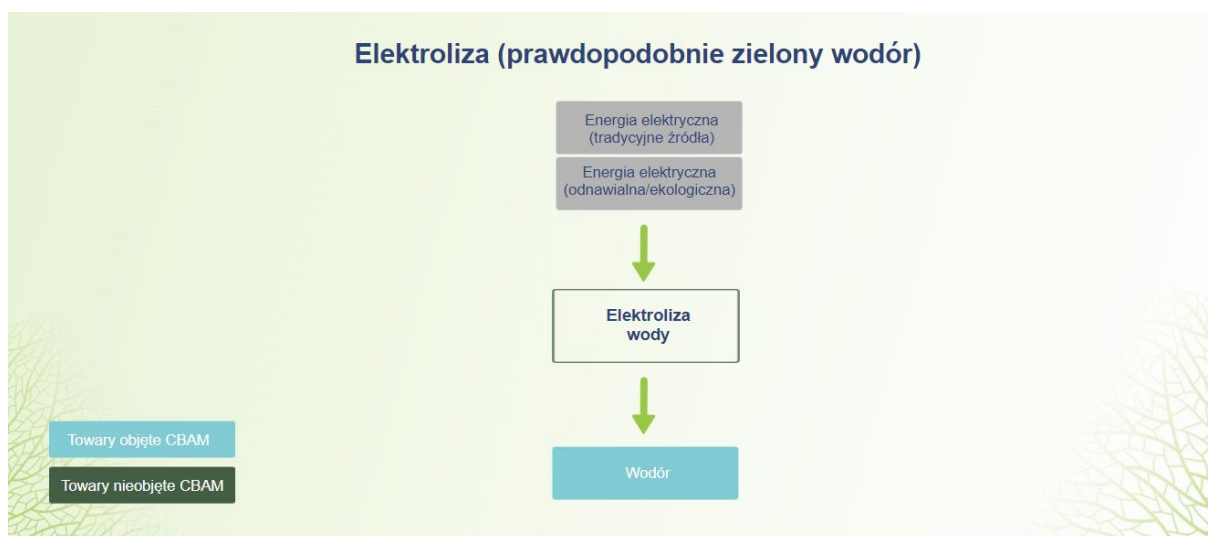 Elektroliza (prawdopodobnie zielony wodór)
Energia elektryczna
(tradycyjne źródła)
Energia elektryczna
(odnawialna/ekologiczna)
Elektroliza
wody
Towary objęte CBAM
Wodór
Towary nieobjęte CBAM